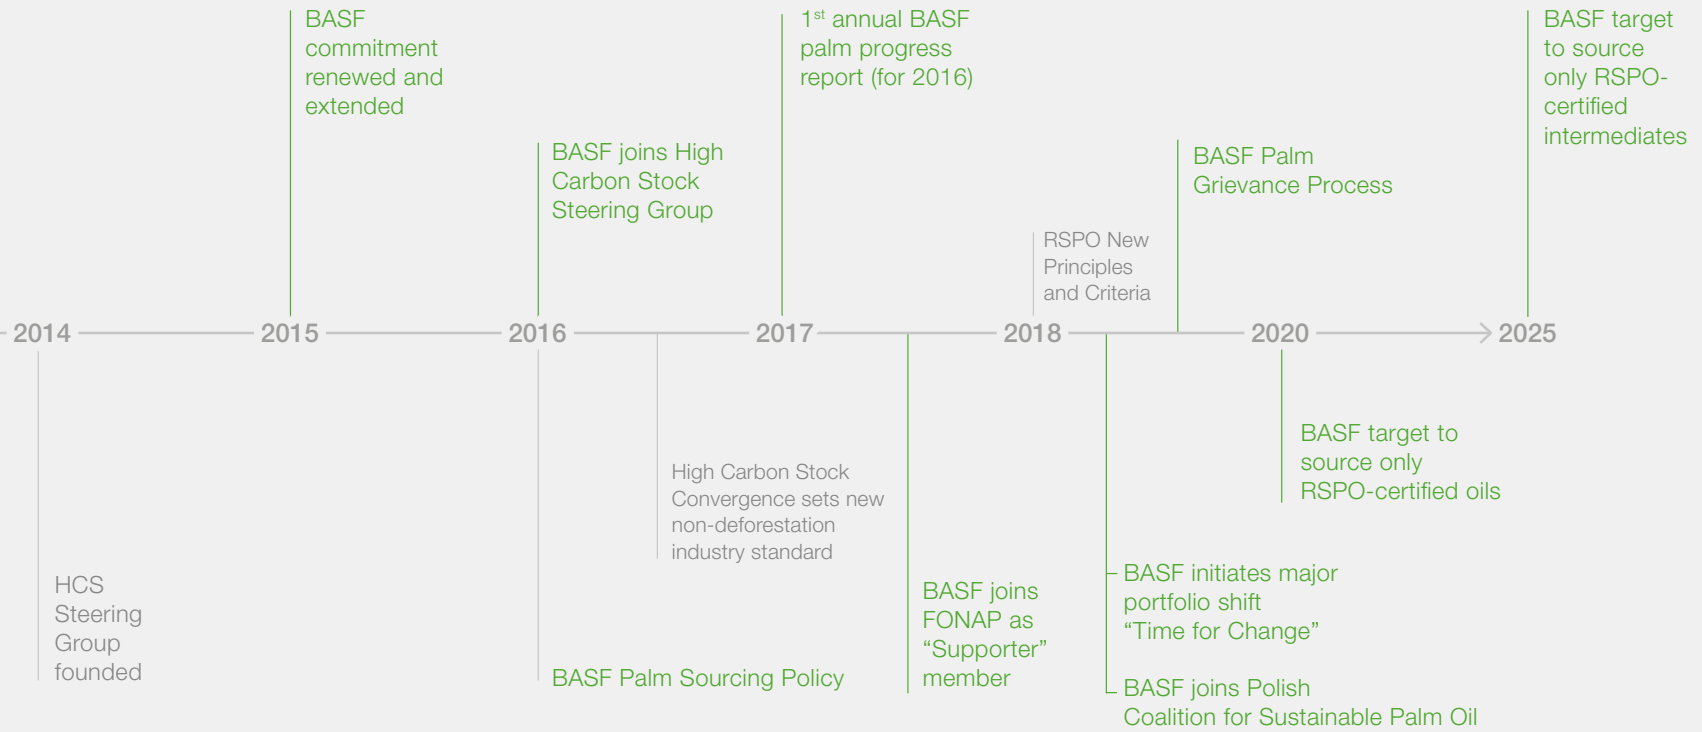 BASF
commitment
renewed and
extended
1st annual BASF
palm progress
report (for 2016)
BASF target
to source
only RSPO-
certified
intermediates
BASF joins High
Carbon Stock
Steering Group
BASF Palm
Grievance Process
RSPO New
Principles
and Criteria
2014
2015
2016
2017
2018
2020
2025
HCS
Steering
Group
founded
BASF Palm Sourcing Policy
High Carbon Stock
Convergence sets new
non-deforestation
industry standard
BASF joins
FONAP as
“Supporter”
member
BASF initiates major
portfolio shift
“Time for Change”
BASF joins Polish
Coalition for Sustainable Palm Oil
BASF target to
source only
RSPO-certified oils